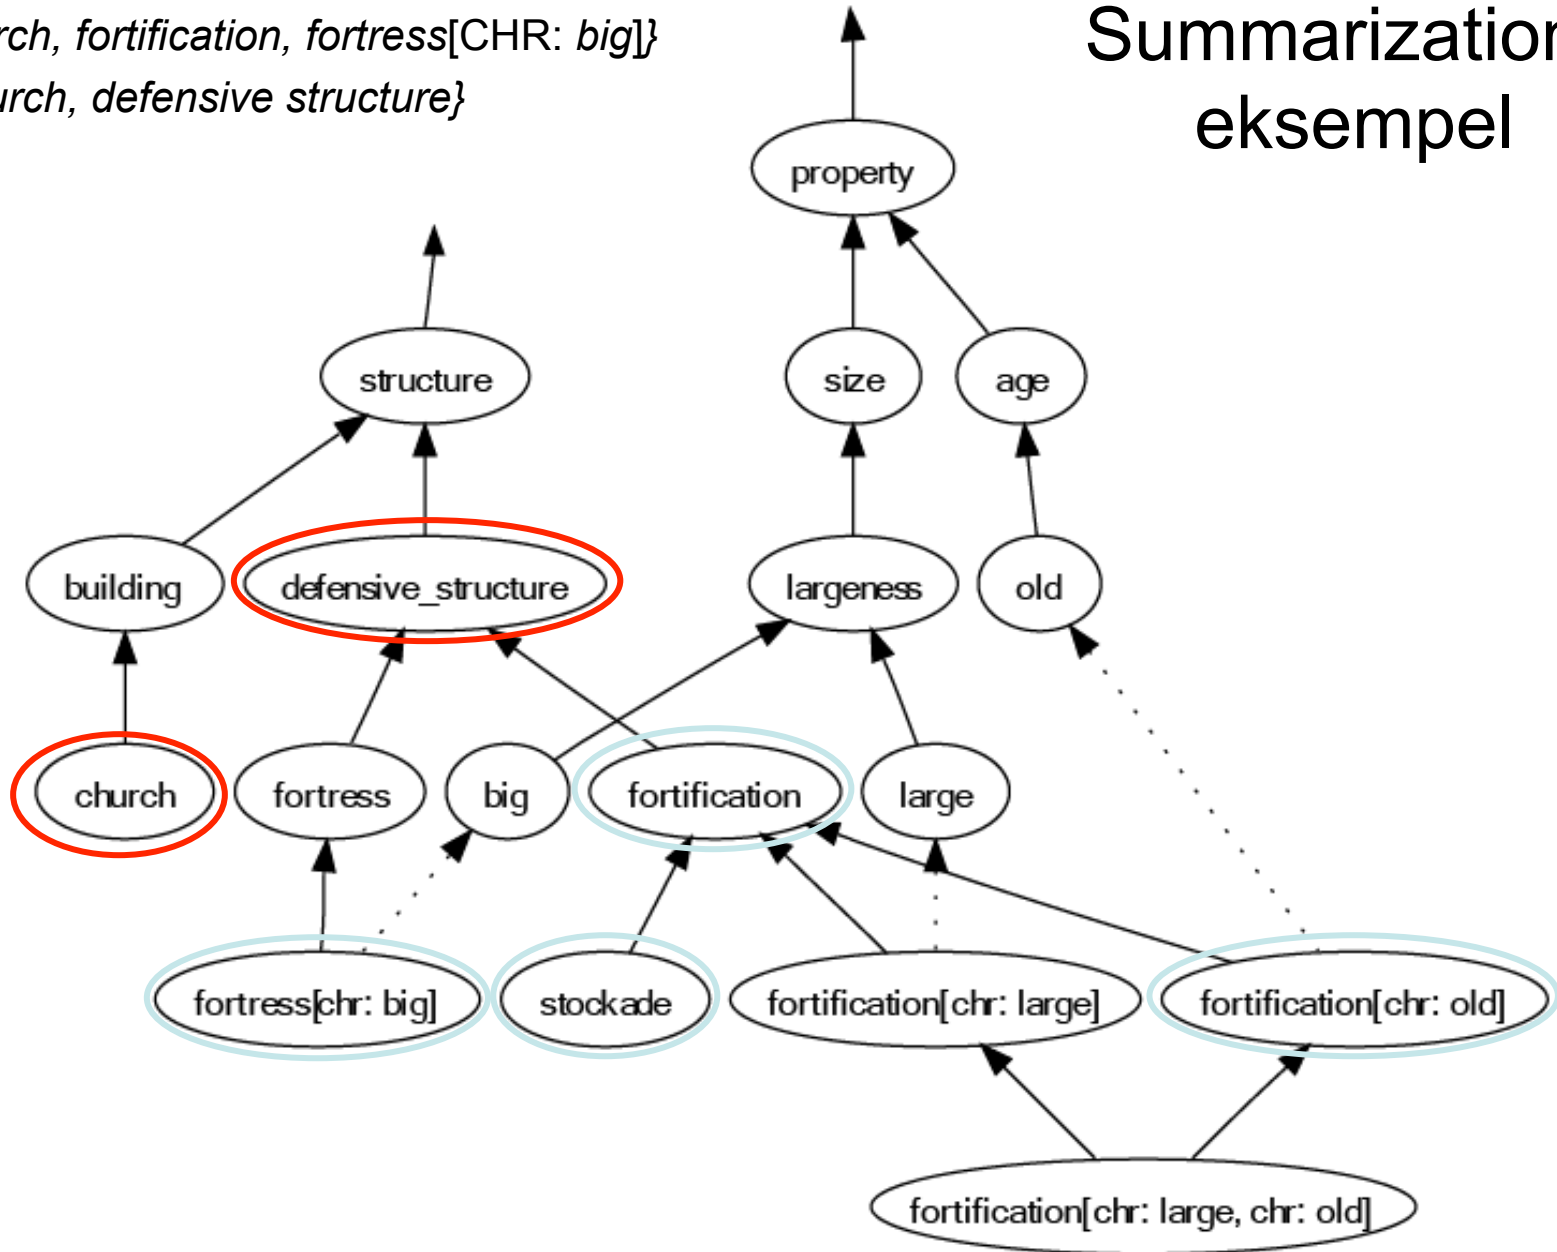 rch, fortification, fortress[CHR: big]}
urch, defensive structure}
Summarization
eksempel
property
structure
size
age
building
defensive_structure
largeness
old
church
fortress
big
fortification
large
fortress[chr: big]
stockade
fortification[chr: large]
fortification[chr: old]
fortification[chr: large, chr: old]